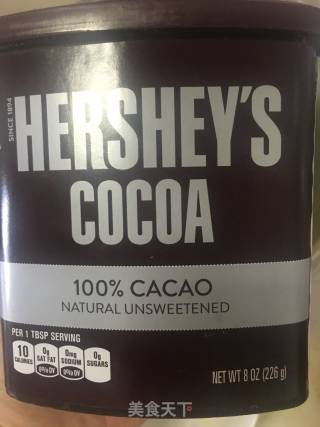 SINCE 1894
HERSHEY'S
COCOA
100% CACAO
NATURAL UNSWEETENED
PER 1 TBSP SERVING
10 CALORIES
0g SAT FAT 0% DV
0mg SODIUM 0% DV
0g SUGARS
NET WT 8 OZ (226 g)
美食天下